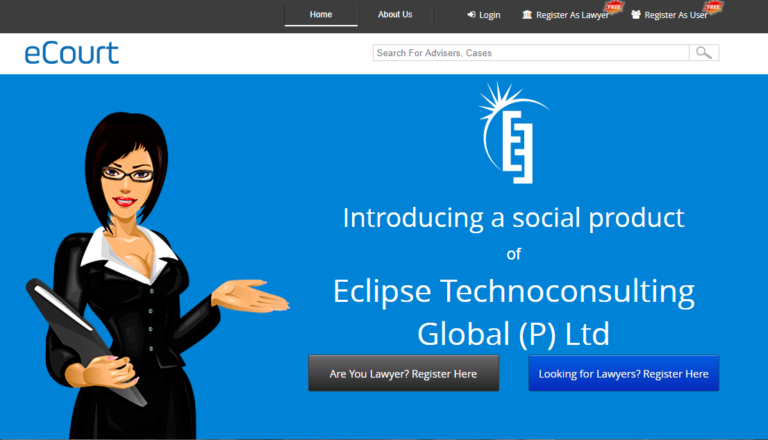 Home
About Us
Login
Register As Lawyer
FREE
Register As User
FREE
eCourt
Search For Advisers, Cases
Introducing a social product
of
Eclipse Technoconsulting
Global (P) Ltd
Are You Lawyer? Register Here
Looking for Lawyers? Register Here